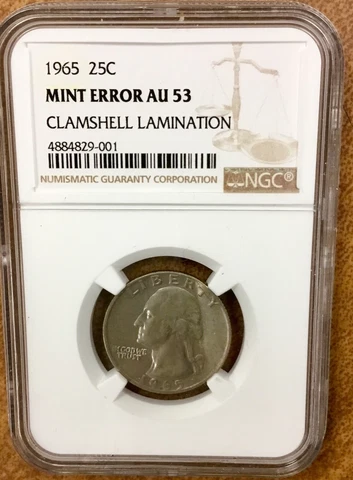 1965 25C
MINT ERROR AU 53
CLAMSHELL LAMINATION
4884829-001
NUMISMATIC GUARANTY CORPORATION
NGC®
LIBERTY
IN GOD WE
TRUST
1965